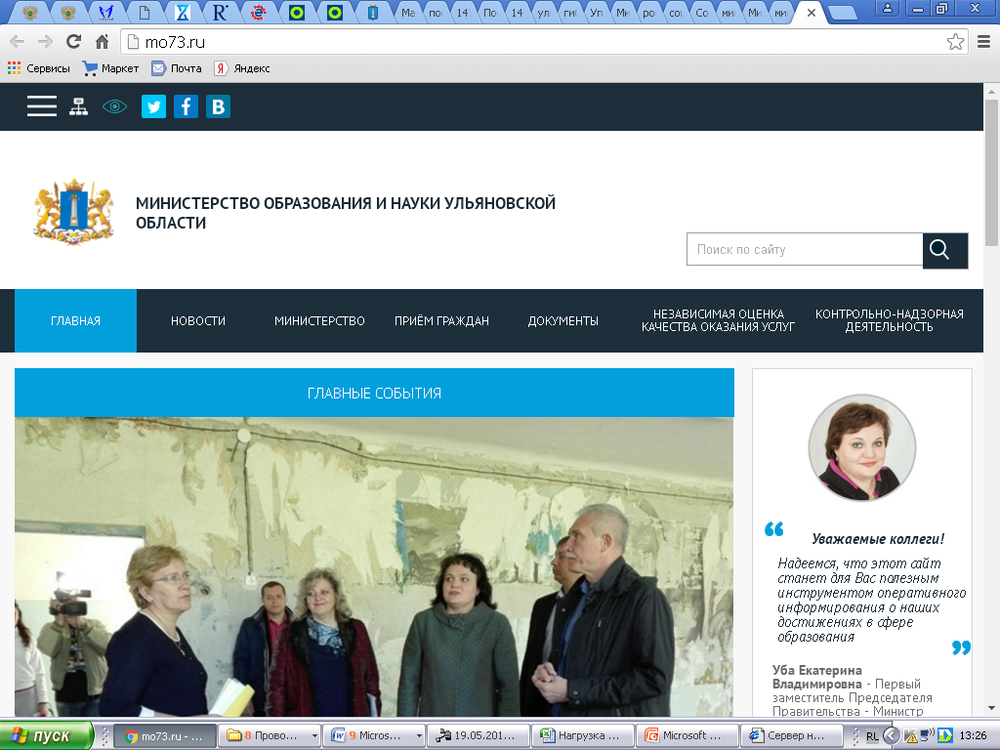 Ма
по
14
По
14
ул
ги
Уп
Ми
ро
со
Со
ми
Ми
ми
mo73.ru
Сервисы
Маркет
Почта
Яндекс
МИНИСТЕРСТВО ОБРАЗОВАНИЯ И НАУКИ УЛЬЯНОВСКОЙ
ОБЛАСТИ
Поиск по сайту
ГЛАВНАЯ
НОВОСТИ
МИНИСТЕРСТВО
ПРИЁМ ГРАЖДАН
ДОКУМЕНТЫ
НЕЗАВИСИМАЯ ОЦЕНКА
КАЧЕСТВА ОКАЗАНИЯ УСЛУГ
КОНТРОЛЬНО-НАДЗОРНАЯ
ДЕЯТЕЛЬНОСТЬ
ГЛАВНЫЕ СОБЫТИЯ
“
Уважаемые коллеги!
Надеемся, что этот сайт
станет для Вас полезным
инструментом оперативного
информирования о наших
достижениях в сфере
образования
”
Уба Екатерина
Владимировна - Первый
заместитель Председателя
Правительства - Министр
пуск
mo73.ru - ...
8 Прово...
9 Micros...
19.05.201...
Нагрузка ...
Microsoft ...
Сервер н...
RL
13:26